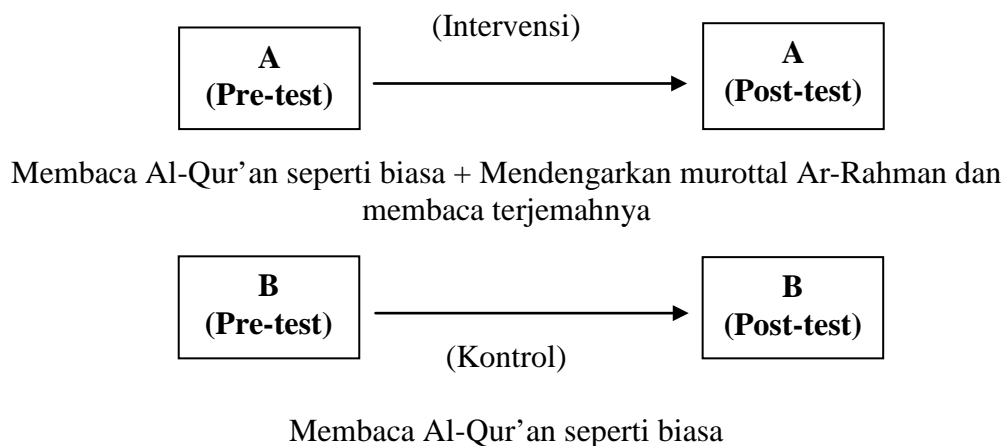 (Intervensi)
A
(Pre-test)
A
(Post-test)
Membaca Al-Qur’an seperti biasa + Mendengarkan murottal Ar-Rahman dan
membaca terjemahnya
B
(Pre-test)
B
(Post-test)
(Kontrol)
Membaca Al-Qur’an seperti biasa